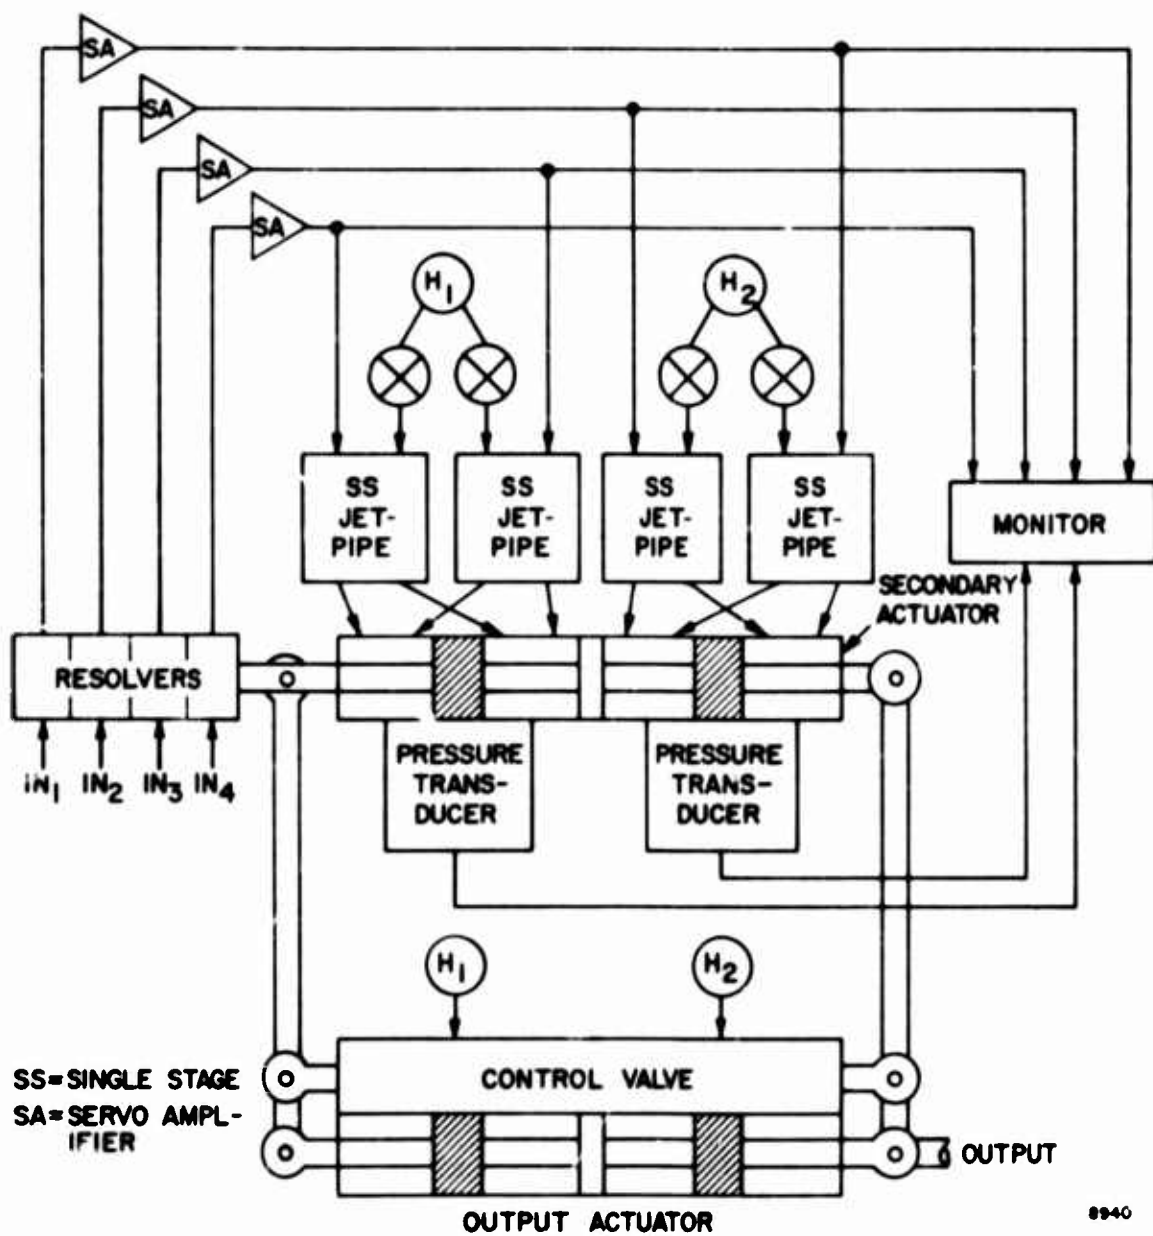 SA
SA
SA
SA
H1
H2
SS JET-PIPE
SS JET-PIPE
SS JET-PIPE
SS JET-PIPE
MONITOR
SECONDARY
ACTUATOR
RESOLVERS
IN1 IN2 IN3 IN4
PRESSURE
TRANS-
DUCER
PRESSURE
TRANS-
DUCER
H1
H2
CONTROL VALVE
SS=SINGLE STAGE
SA=SERVO AMPL-
IFIER
OUTPUT
OUTPUT ACTUATOR
8940